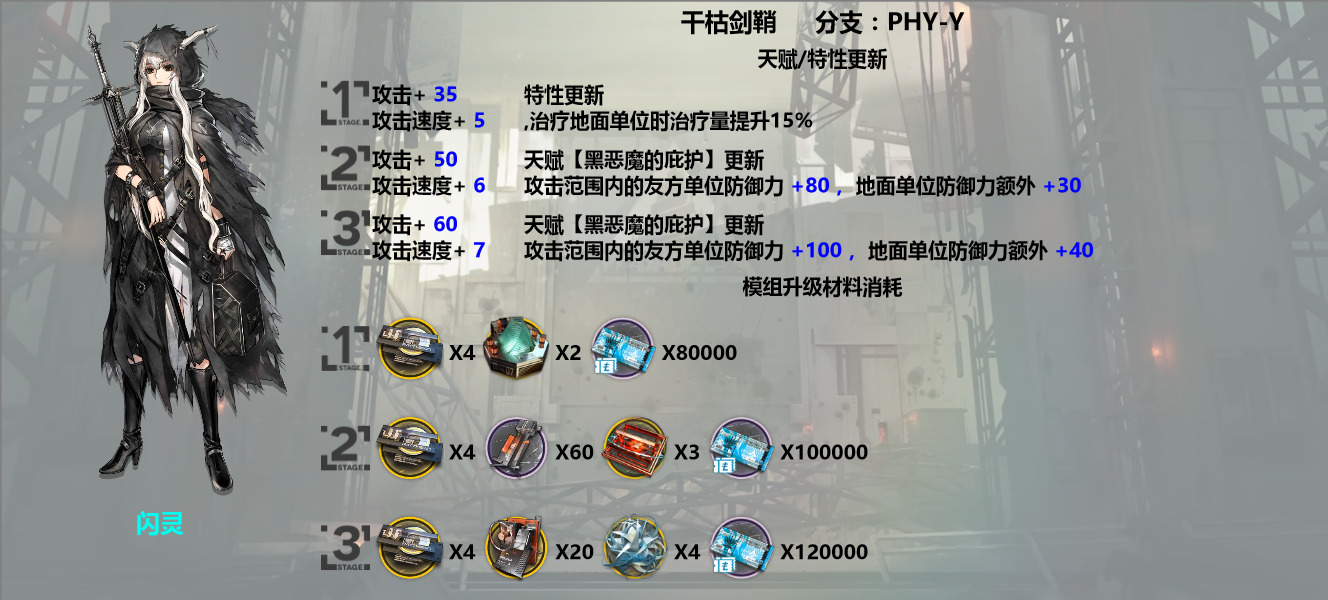 干枯剑鞘 分支：PHY-Y
天赋/特性更新
1 STAGE. 攻击+ 35 特性更新
攻击速度+ 5 ,治疗地面单位时治疗量提升15%
2 STAGE. 攻击+ 50 天赋【黑恶魔的庇护】更新
攻击速度+ 6 攻击范围内的友方单位防御力 +80 ，地面单位防御力额外 +30
3 STAGE. 攻击+ 60 天赋【黑恶魔的庇护】更新
攻击速度+ 7 攻击范围内的友方单位防御力 +100 ，地面单位防御力额外 +40
模组升级材料消耗
1 STAGE. X4 X2 X80000
2 STAGE. X4 X60 X3 X100000
3 STAGE. X4 X20 X4 X120000
闪灵